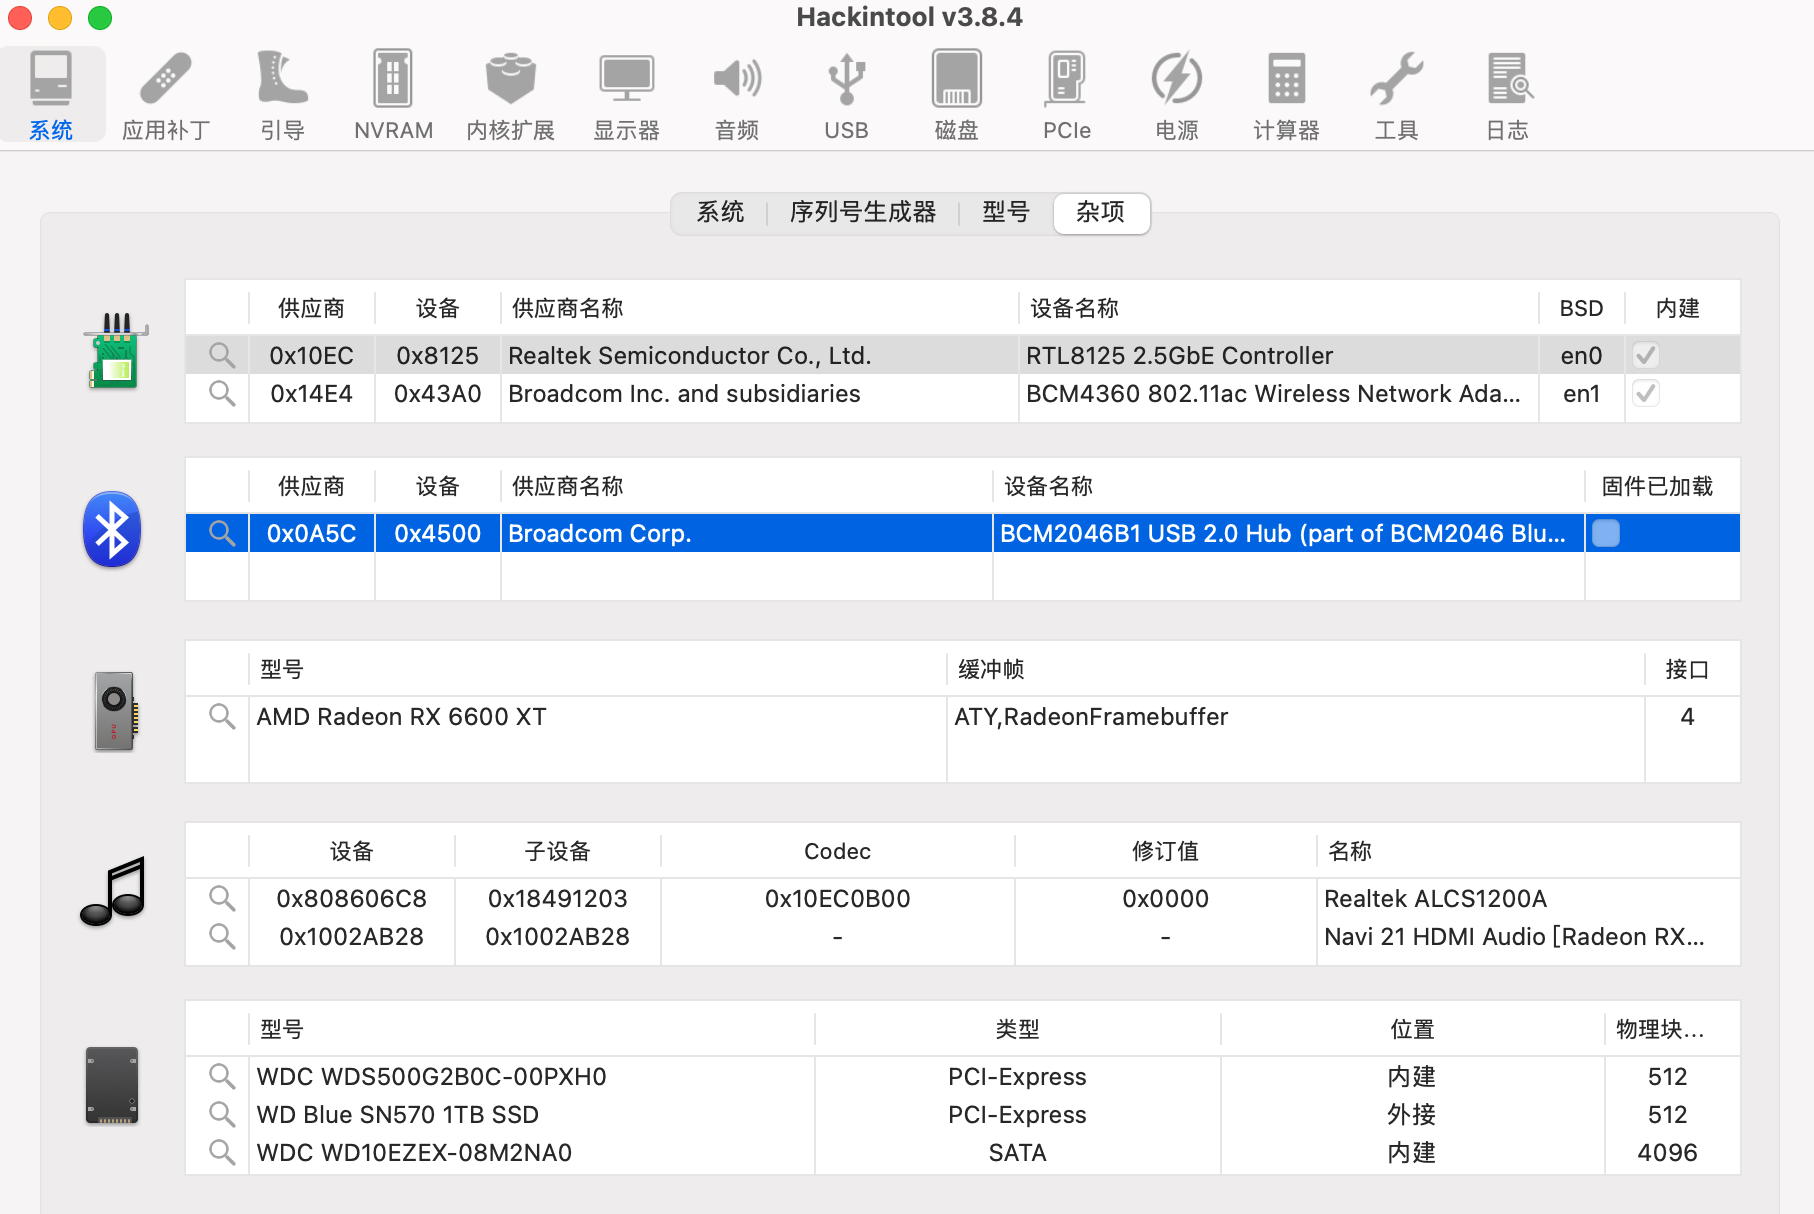 Hackintool v3.8.4
系统 应用补丁 引导 NVRAM 内核扩展 显示器 音频 USB 磁盘 PCIe 电源 计算器 工具 日志
系统 序列号生成器 型号 杂项
供应商 设备 供应商名称 设备名称 BSD 内建
0x10EC 0x8125 Realtek Semiconductor Co., Ltd. RTL8125 2.5GbE Controller en0
0x14E4 0x43A0 Broadcom Inc. and subsidiaries BCM4360 802.11ac Wireless Network Ada... en1
供应商 设备 供应商名称 设备名称 固件已加载
0x0A5C 0x4500 Broadcom Corp. BCM2046B1 USB 2.0 Hub (part of BCM2046 Blu...
型号 缓冲帧 接口
AMD Radeon RX 6600 XT ATY,RadeonFramebuffer 4
设备 子设备 Codec 修订值 名称
0x808606C8 0x18491203 0x10EC0B00 0x0000 Realtek ALCS1200A
0x1002AB28 0x1002AB28 - - Navi 21 HDMI Audio [Radeon RX...
型号 类型 位置 物理块...
WDC WDS500G2B0C-00PXH0 PCI-Express 内建 512
WD Blue SN570 1TB SSD PCI-Express 外接 512
WDC WD10EZEX-08M2NA0 SATA 内建 4096